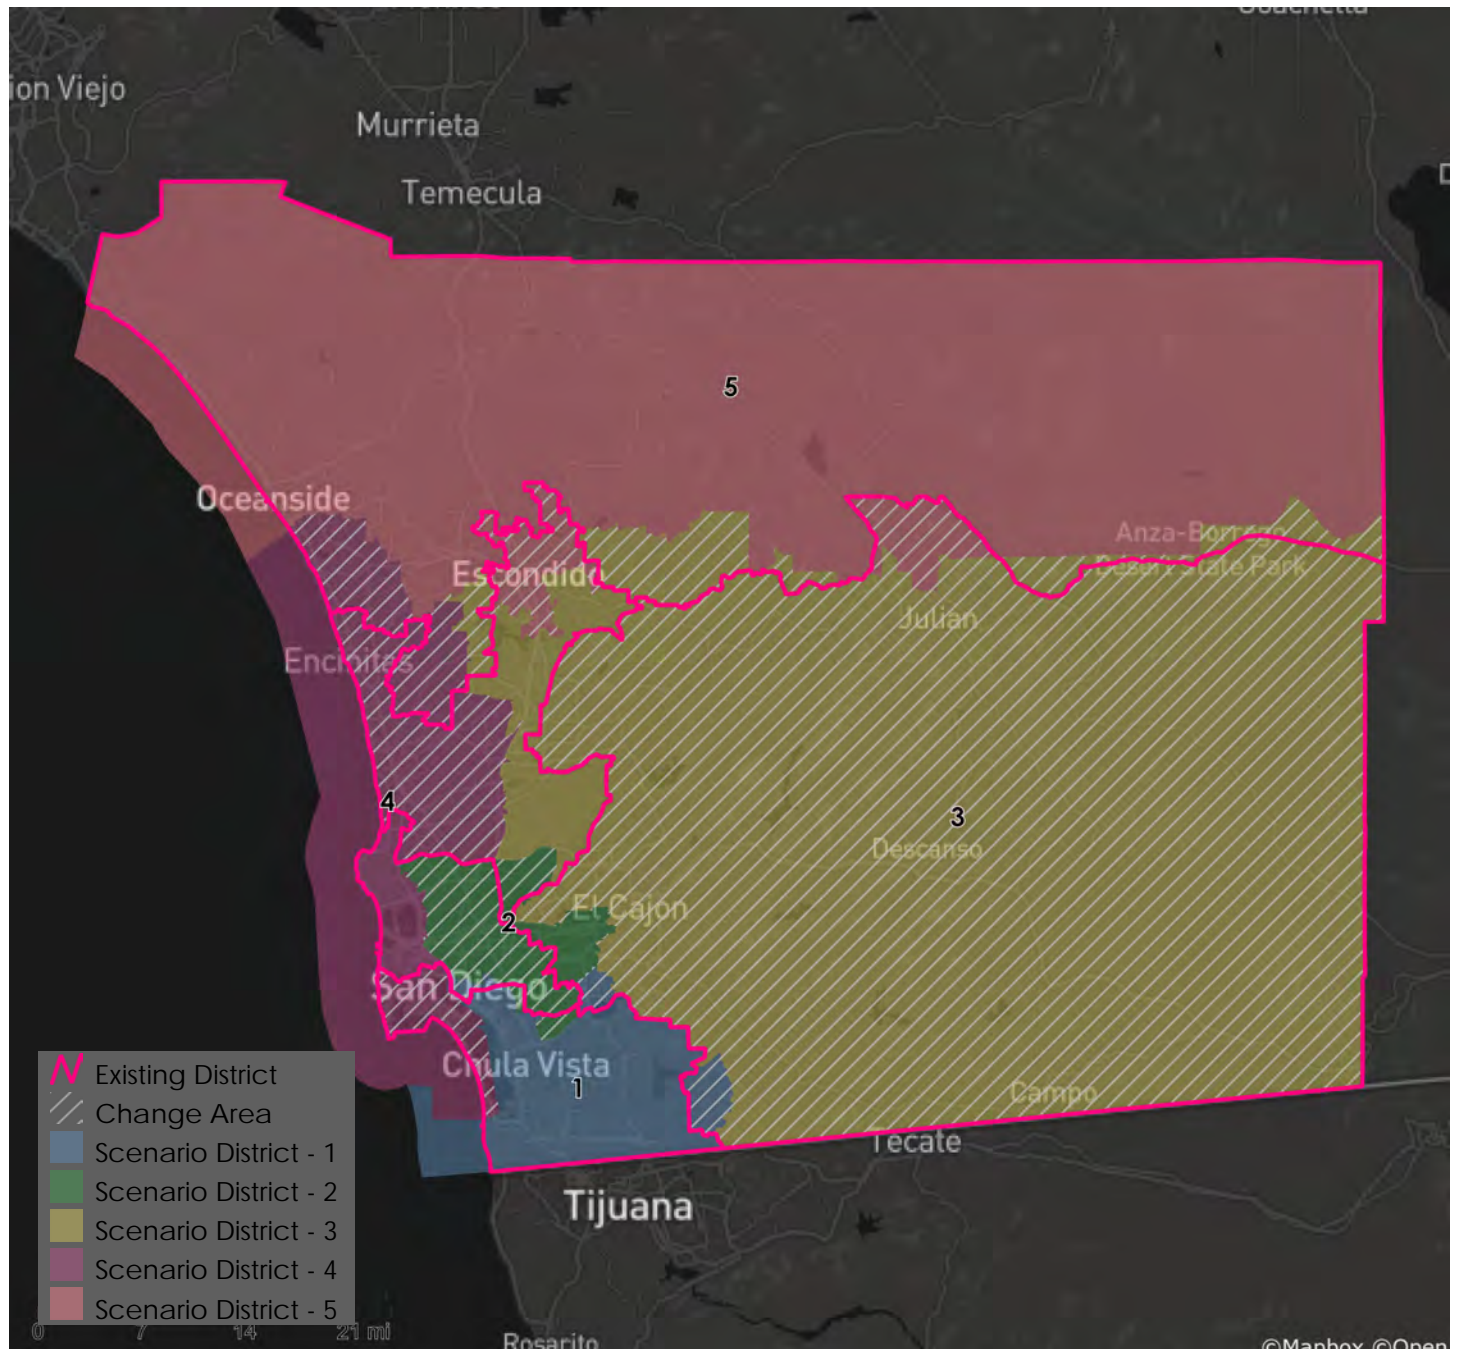 ion Viejo
Murrieta
Temecula
5
Oceanside
Anza-Borrego
Desert State Park
Escondido
Julian
Encinitas
4
3
Descanso
El Cajon
2
San Diego
Chula Vista
1
Campo
Tecate
Tijuana
Existing District
Change Area
Scenario District - 1
Scenario District - 2
Scenario District - 3
Scenario District - 4
Scenario District - 5
0 7 14 21 mi
Rosarito
©Mapbox ©Open